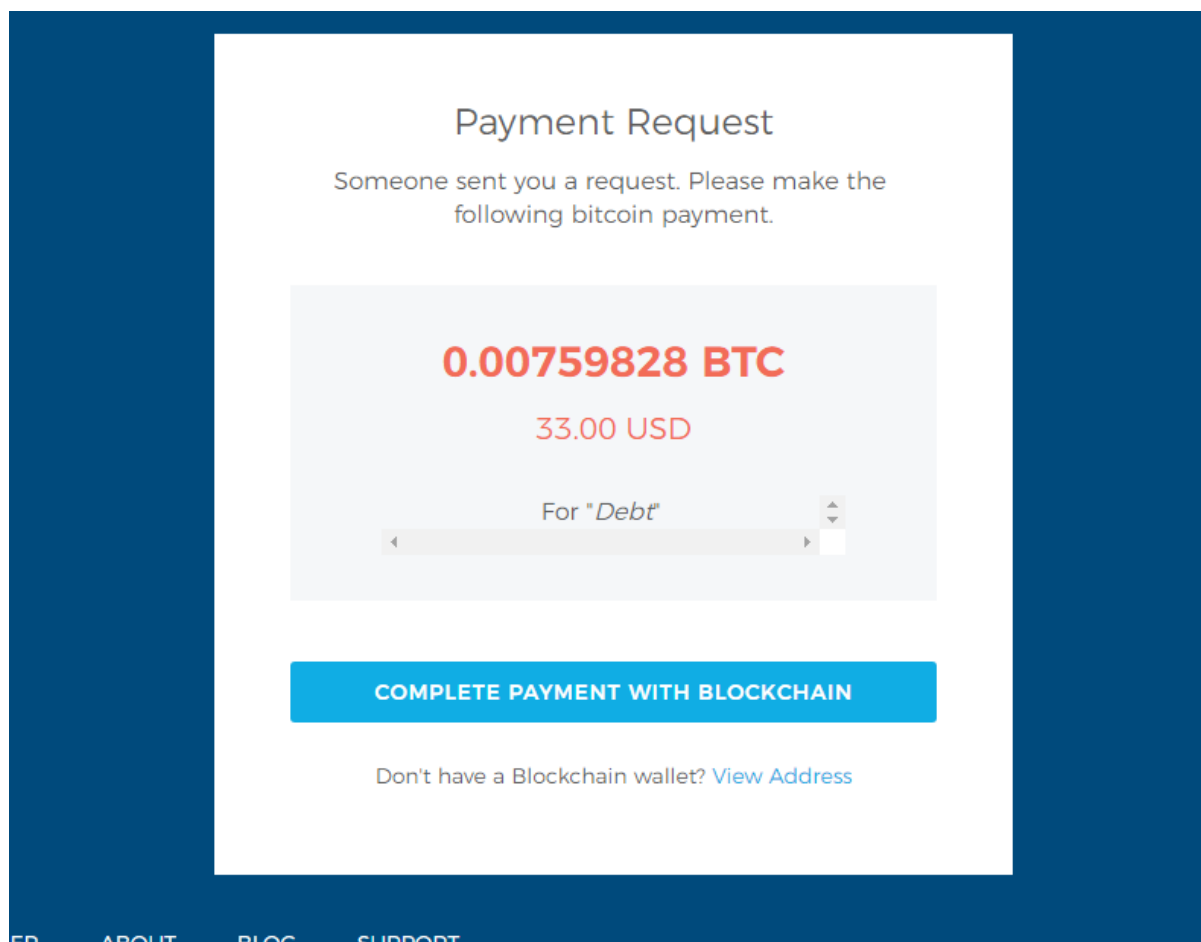 Payment Request
Someone sent you a request. Please make the
following bitcoin payment.
0.00759828 BTC
33.00 USD
For "Debt"
COMPLETE PAYMENT WITH BLOCKCHAIN
Don't have a Blockchain wallet? View Address
ABOUT BLOG SUPPORT